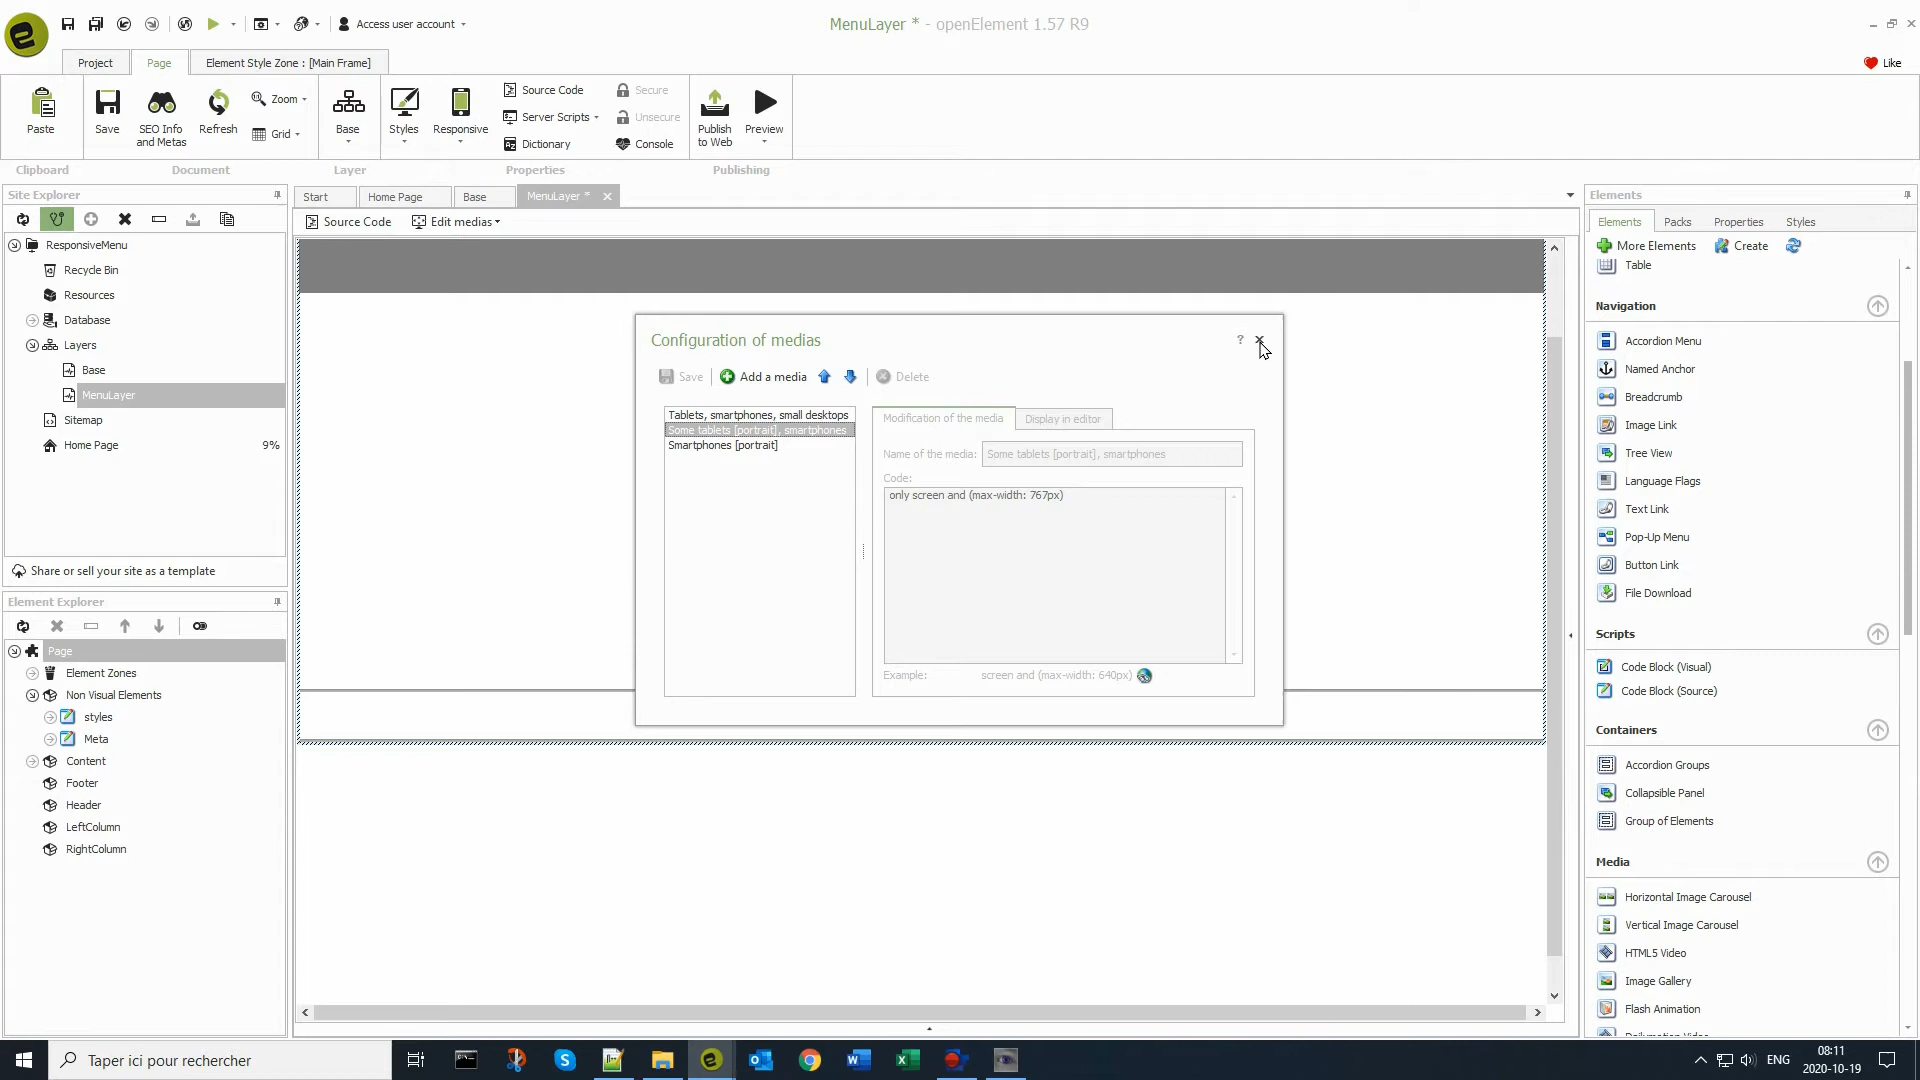 Access user account
MenuLayer * - openElement 1.57 R9
Project
Page
Element Style Zone : [Main Frame]
Like
Paste
Save
SEO Info
and Metas
Refresh
Zoom
Grid
Base
Styles
Responsive
Source Code
Server Scripts
Dictionary
Secure
Unsecure
Console
Publish
to Web
Preview
Clipboard
Document
Layer
Properties
Publishing
Site Explorer
ResponsiveMenu
Recycle Bin
Resources
Database
Layers
Base
MenuLayer
Sitemap
Home Page 9%
Share or sell your site as a template
Element Explorer
Page
Element Zones
Non Visual Elements
styles
Meta
Content
Footer
Header
LeftColumn
RightColumn
Start
Home Page
Base
MenuLayer *
Source Code
Edit medias
Configuration of medias
?
Save
Add a media
Delete
Tablets, smartphones, small desktops
Some tablets [portrait], smartphones
Smartphones [portrait]
Modification of the media
Display in editor
Name of the media: Some tablets [portrait], smartphones
Code:
only screen and (max-width: 767px)
Example: screen and (max-width: 640px)
Elements
Elements
Packs
Properties
Styles
More Elements
Create
Table
Navigation
Accordion Menu
Named Anchor
Breadcrumb
Image Link
Tree View
Language Flags
Text Link
Pop-Up Menu
Button Link
File Download
Scripts
Code Block (Visual)
Code Block (Source)
Containers
Accordion Groups
Collapsible Panel
Group of Elements
Media
Horizontal Image Carousel
Vertical Image Carousel
HTML5 Video
Image Gallery
Flash Animation
Taper ici pour rechercher
ENG
08:11
2020-10-19